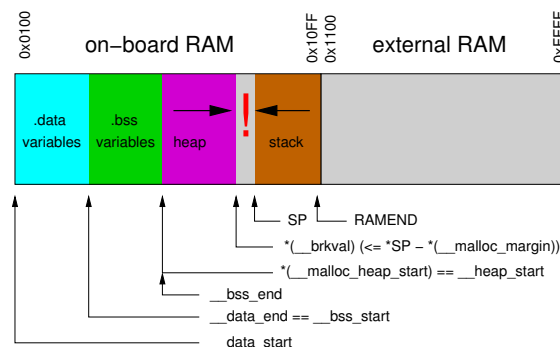 0x0100
on−board RAM
0x10FF
0x1100
external RAM
0xFFFF
.data
variables
.bss
variables
heap
!
stack
SP
RAMEND
*(__brkval) (<= *SP − *(__malloc_margin))
*(__malloc_heap_start) == __heap_start
__bss_end
__data_end == __bss_start
data_start